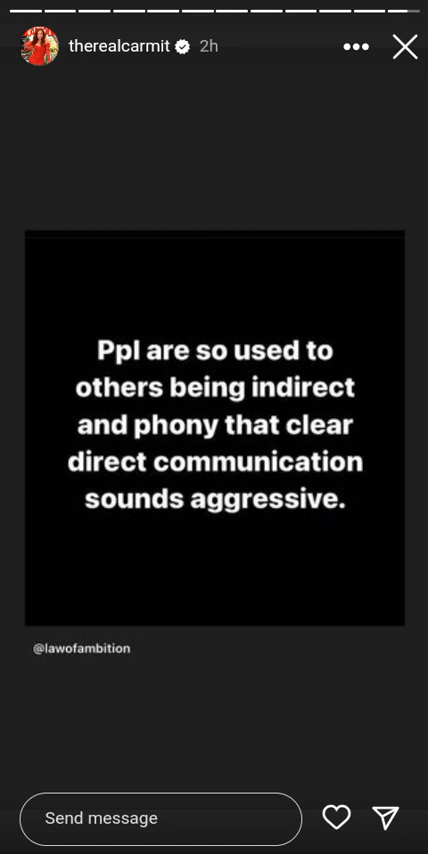 therealcarmit 2h
Ppl are so used to
others being indirect
and phony that clear
direct communication
sounds aggressive.
@lawofambition
Send message